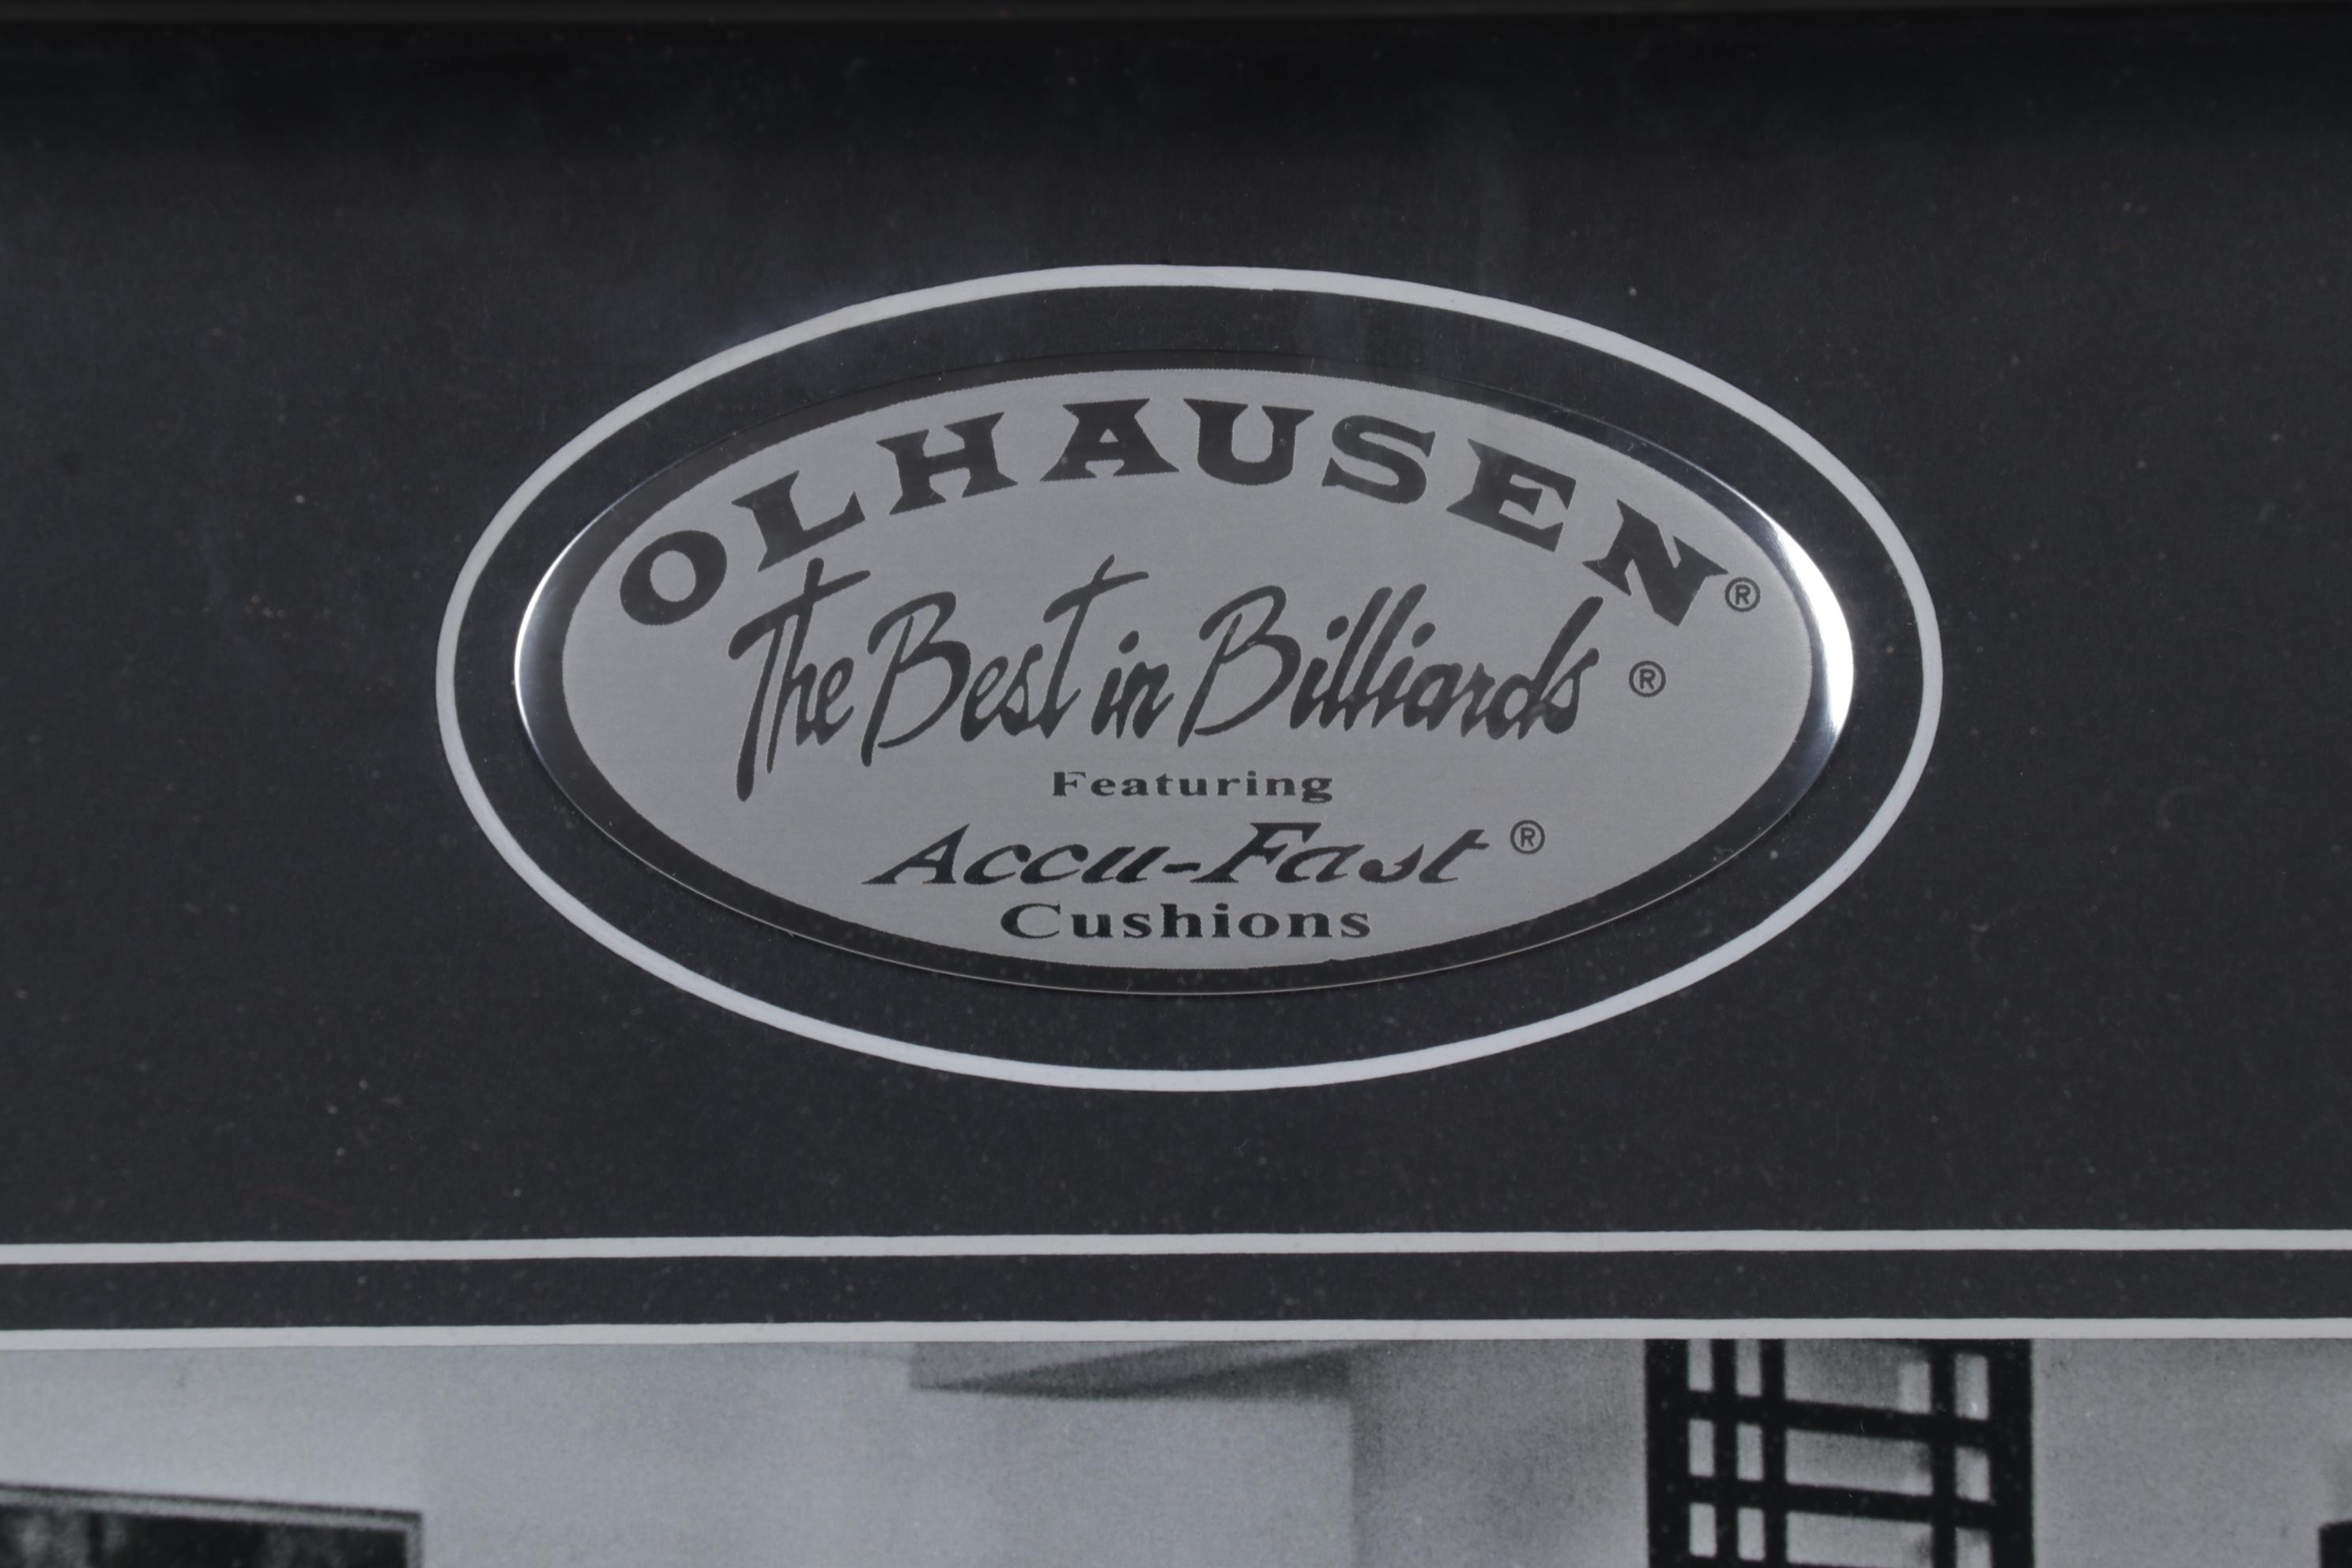 OLHAUSEN®
The Best in Billiards®
Featuring
Accu-Fast®
Cushions